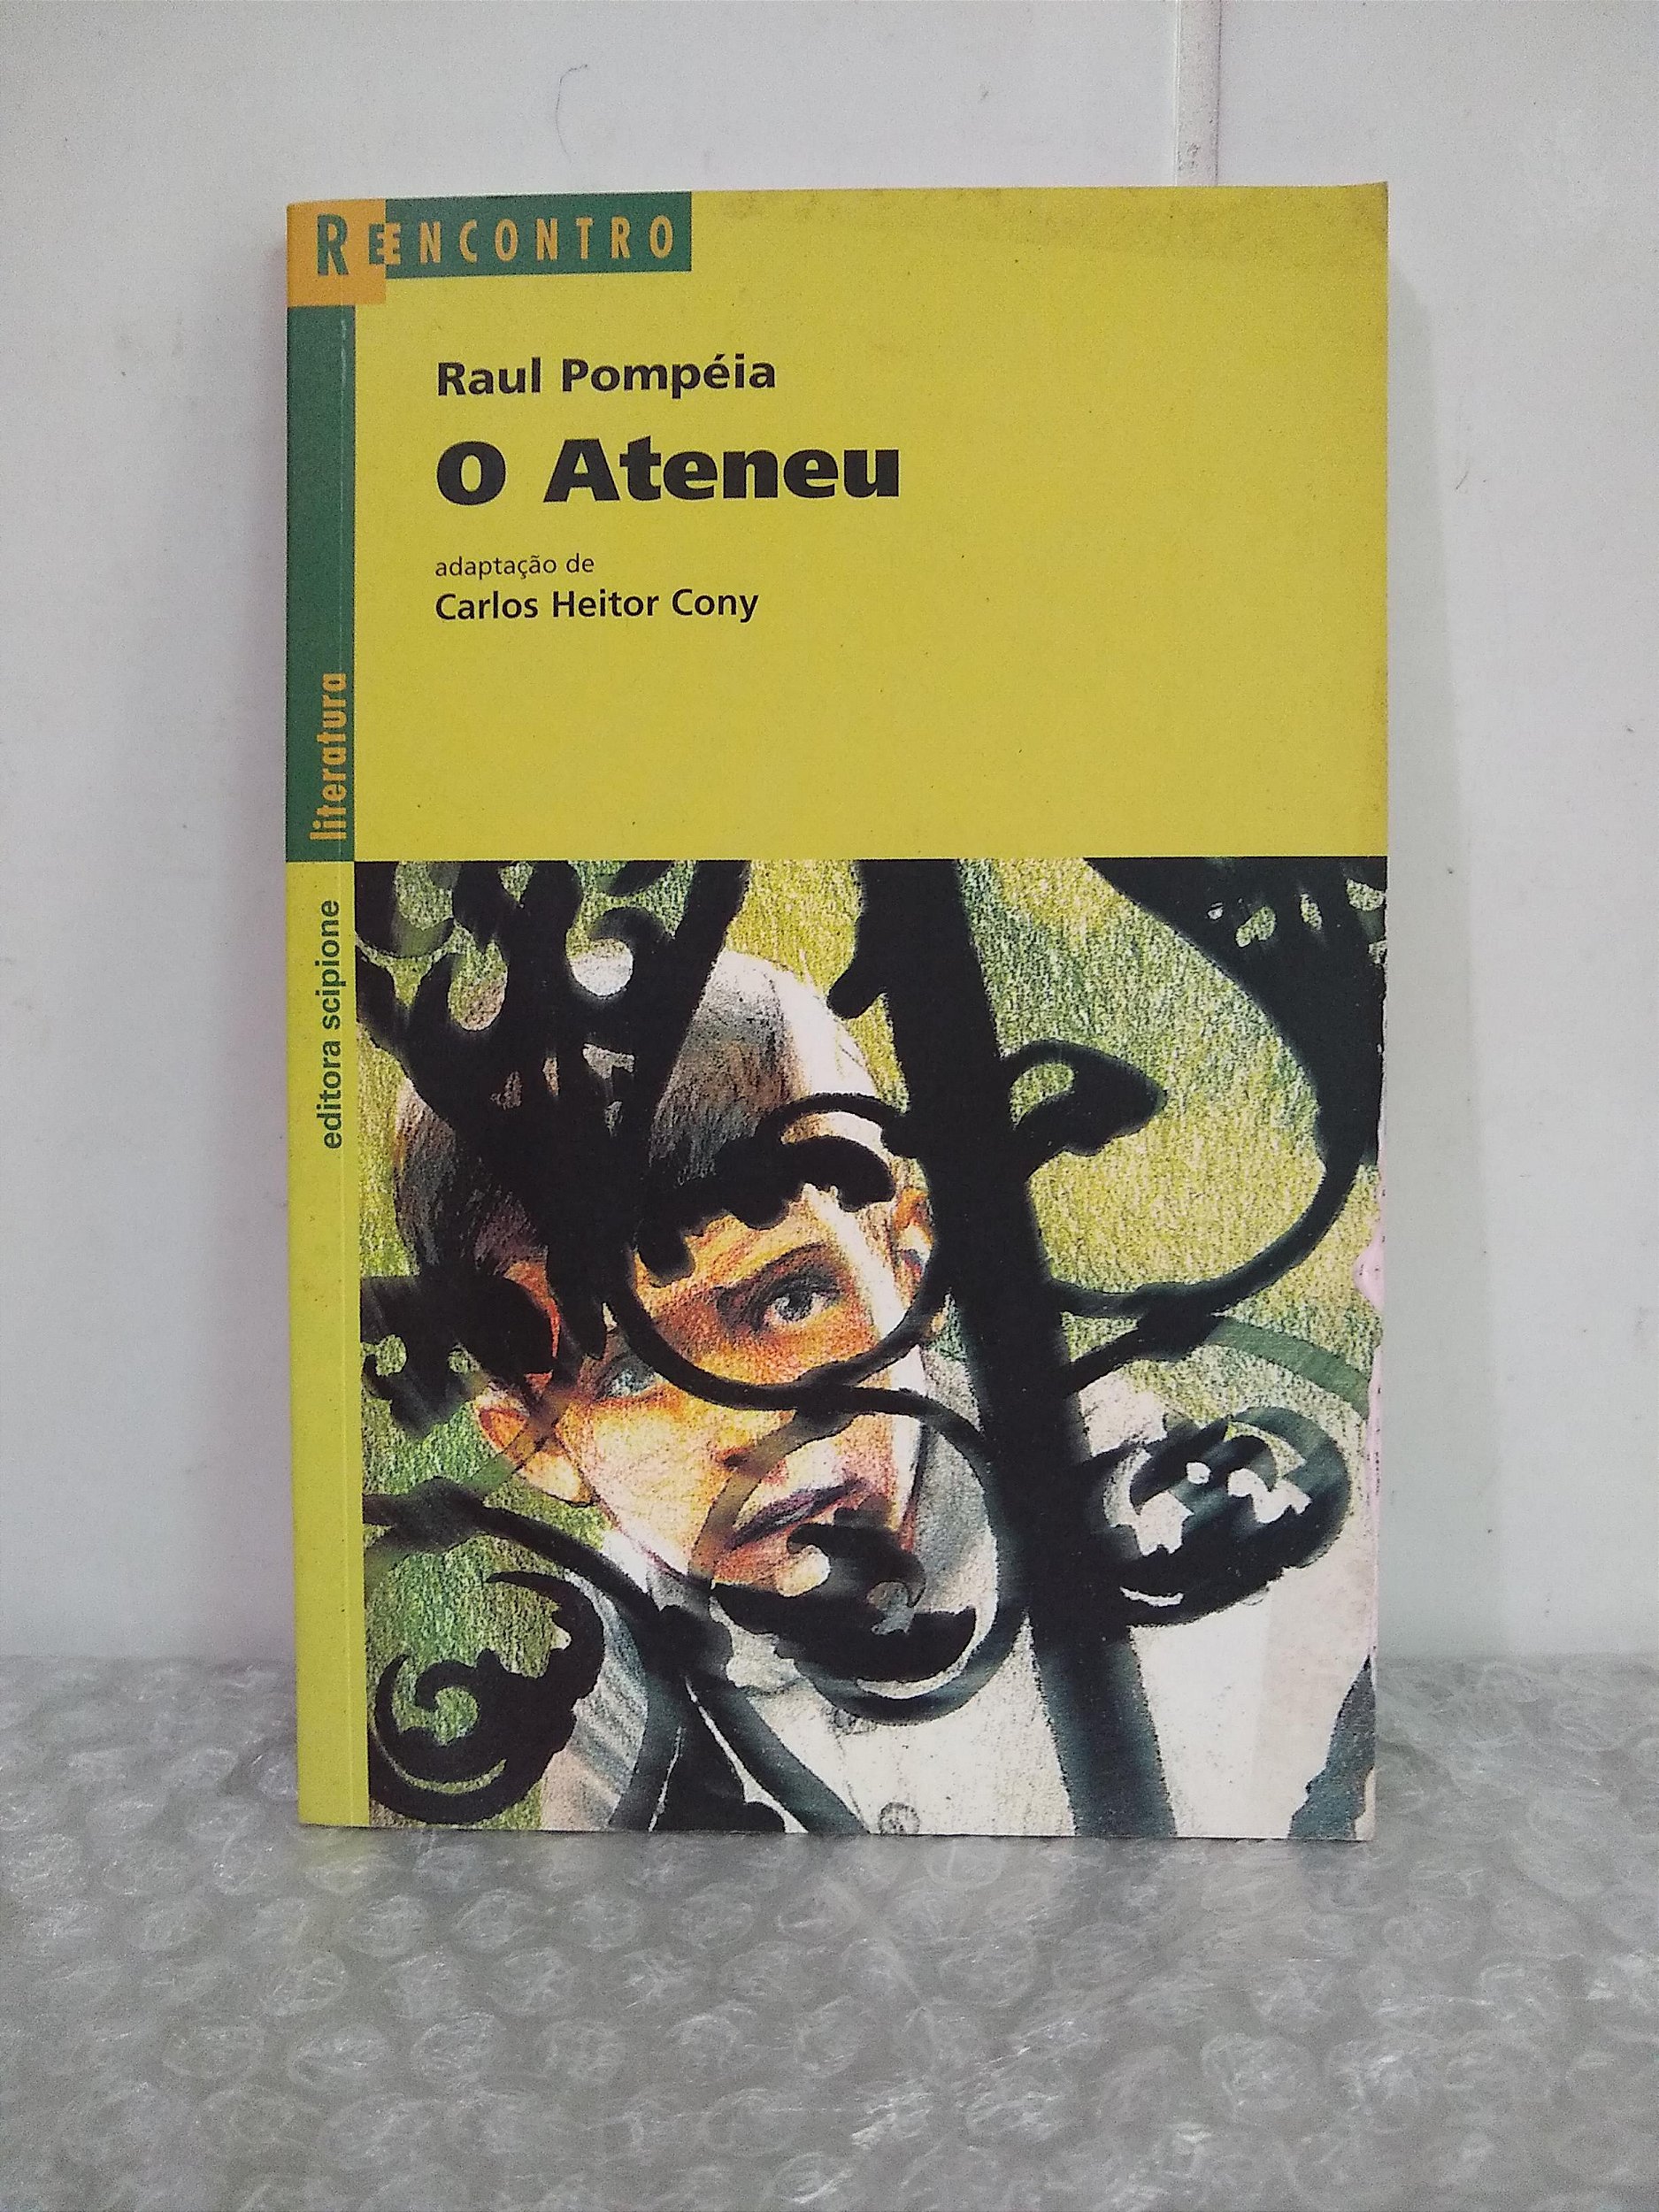 REENCONTRO
Raul Pompéia
O Ateneu
adaptação de
Carlos Heitor Cony
literatura
editora scipione